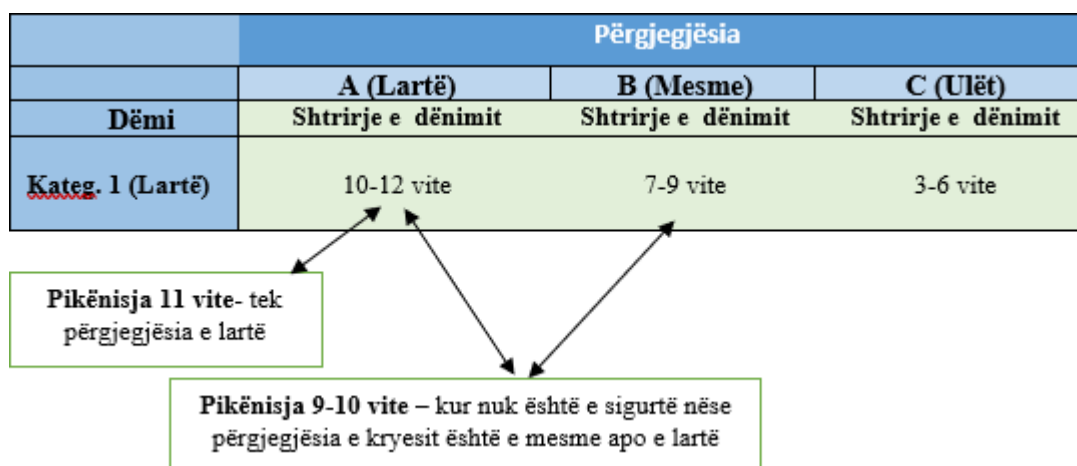 Përgjegjësia
A (Lartë) B (Mesme) C (Ulët)
Dëmi Shtrirje e dënimit Shtrirje e dënimit Shtrirje e dënimit
Kateg. 1 (Lartë) 10-12 vite 7-9 vite 3-6 vite
Pikënisja 11 vite- tek
përgjegjësia e lartë
Pikënisja 9-10 vite – kur nuk është e sigurtë nëse
përgjegjësia e kryesit është e mesme apo e lartë